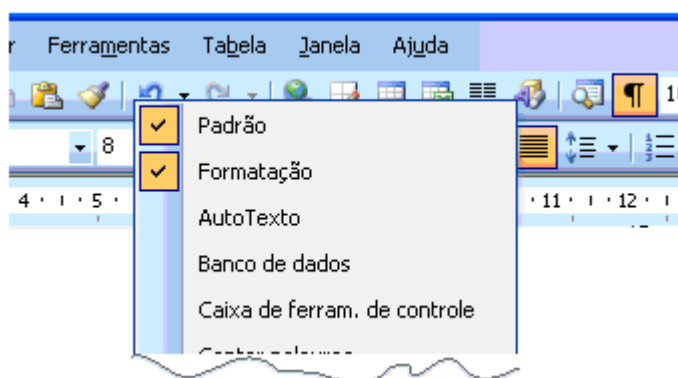 r Ferramentas Tabela Janela Ajuda
Padrão
8
Formatação
4 · 5 · · 11 · · 12 ·
AutoTexto
Banco de dados
Caixa de ferram. de controle